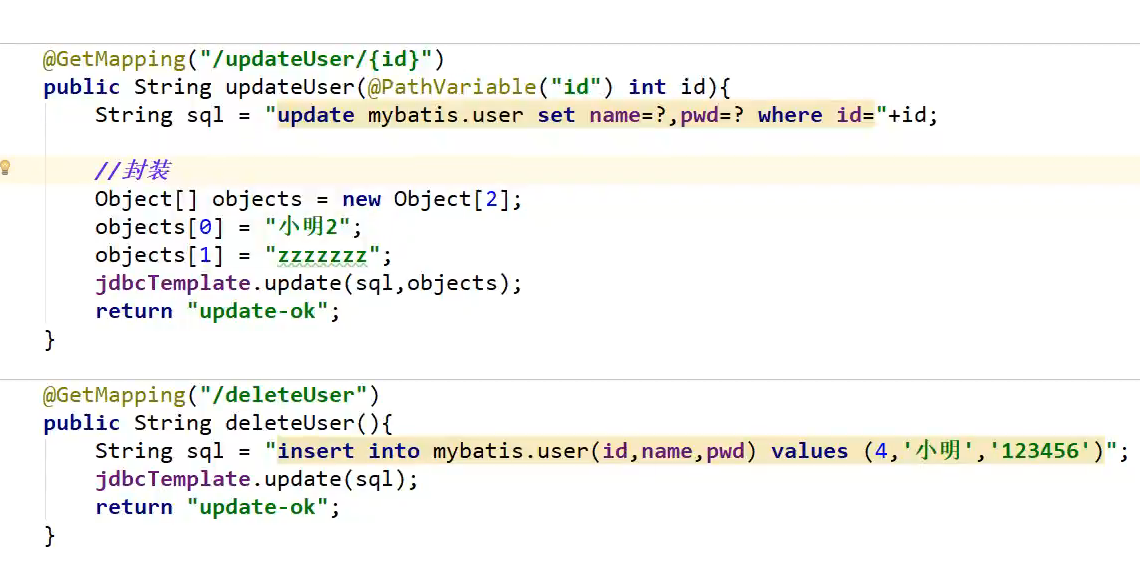 @GetMapping("/updateUser/{id}")
public String updateUser(@PathVariable("id") int id){
String sql = "update mybatis.user set name=?,pwd=? where id="+id;
//封装
Object[] objects = new Object[2];
objects[0] = "小明2";
objects[1] = "zzzzzzz";
jdbcTemplate.update(sql,objects);
return "update-ok";
}
@GetMapping("/deleteUser")
public String deleteUser(){
String sql = "insert into mybatis.user(id,name,pwd) values (4,'小明','123456')";
jdbcTemplate.update(sql);
return "update-ok";
}